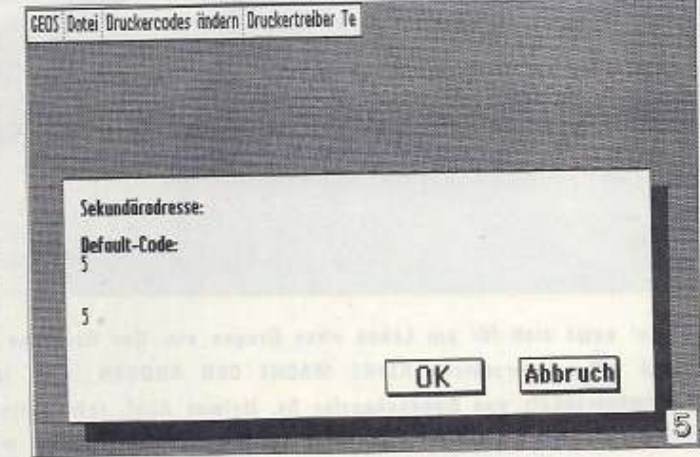 GEOS Datei Druckercodes ändern Druckertreiber Te
Sekundäradresse:
Default-Code:
5
5
OK Abbruch
5